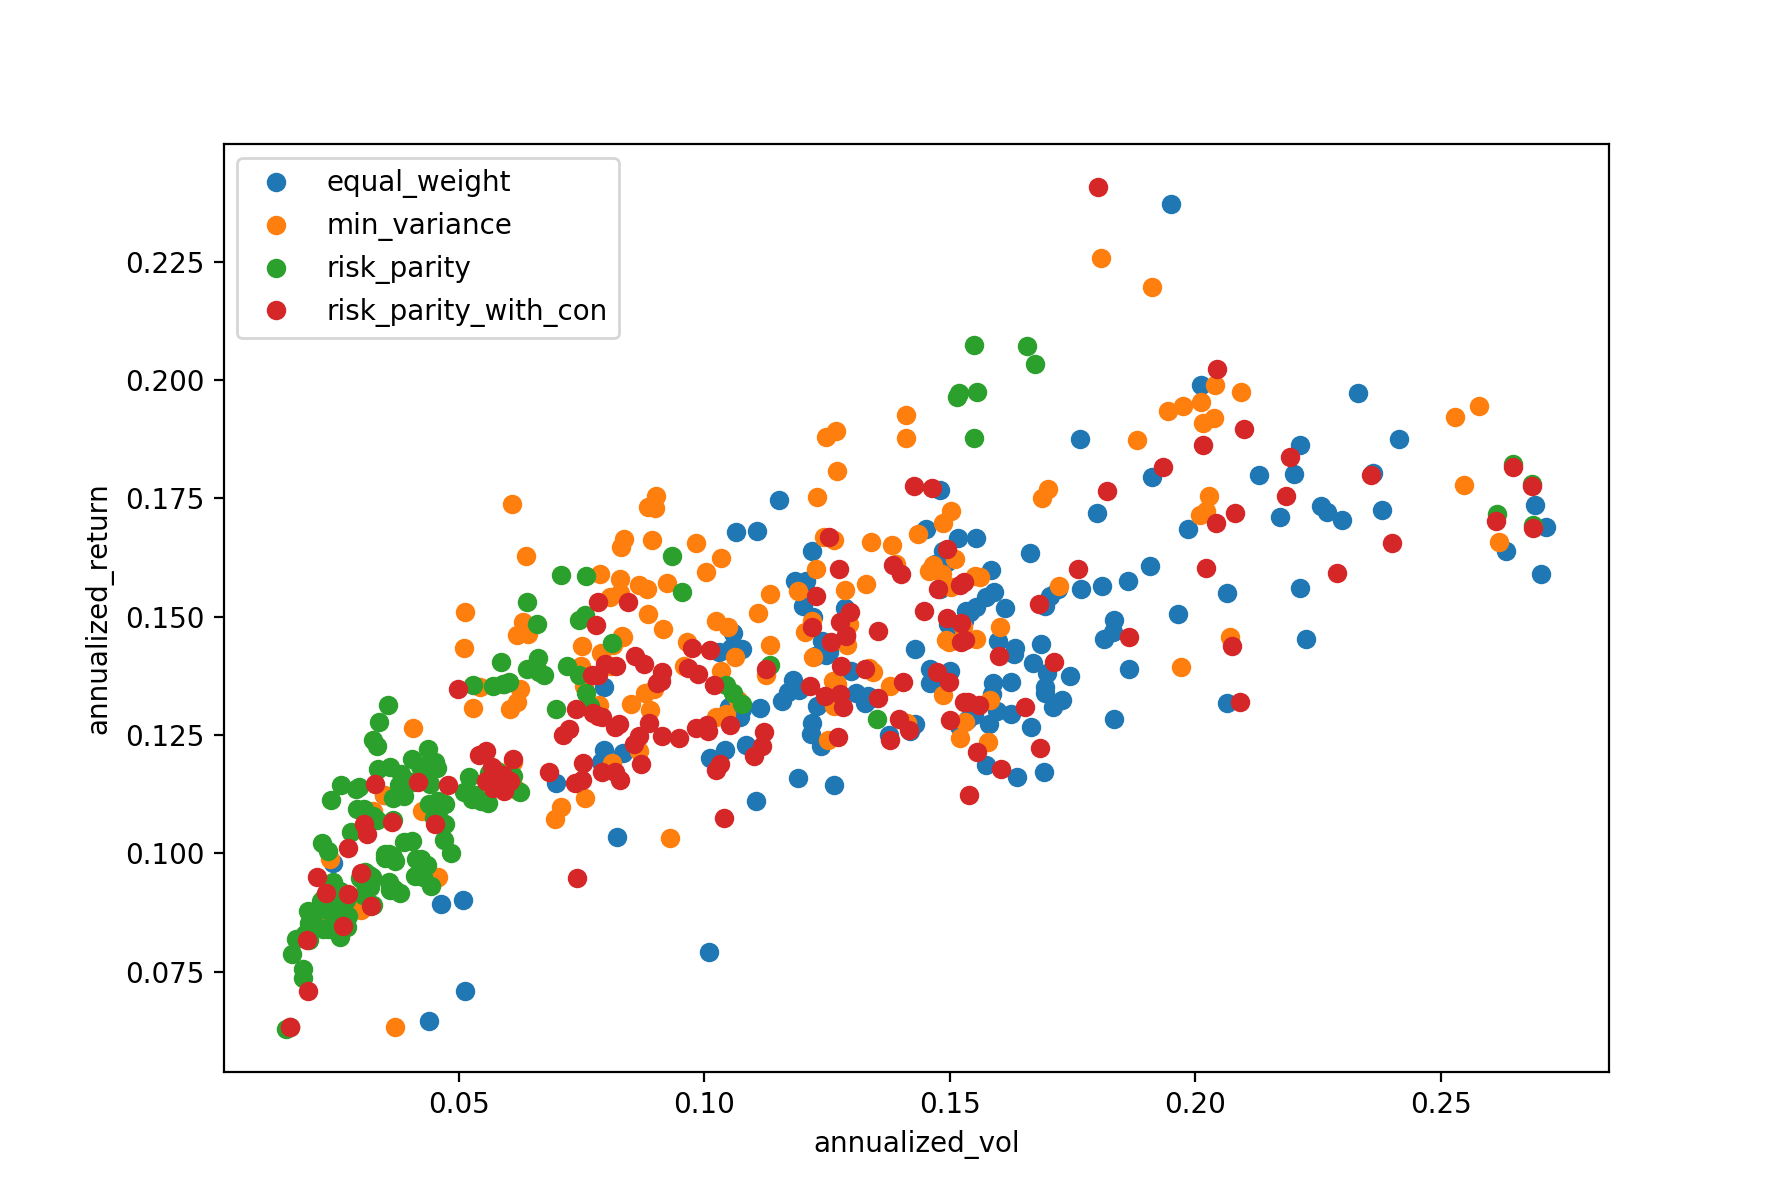 equal_weight
min_variance
risk_parity
risk_parity_with_con
0.225
0.200
0.175
0.150
0.125
0.100
0.075
annualized_return
0.05 0.10 0.15 0.20 0.25
annualized_vol